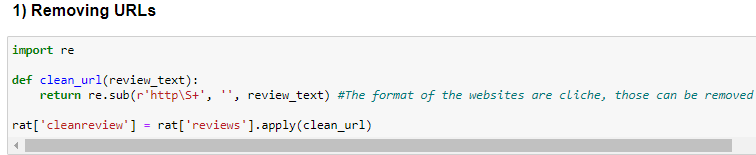 1) Removing URLs
import re
def clean_url(review_text):
    return re.sub(r'http\S+', '', review_text) #The format of the websites are cliche, those can be removed
rat['cleanreview'] = rat['reviews'].apply(clean_url)